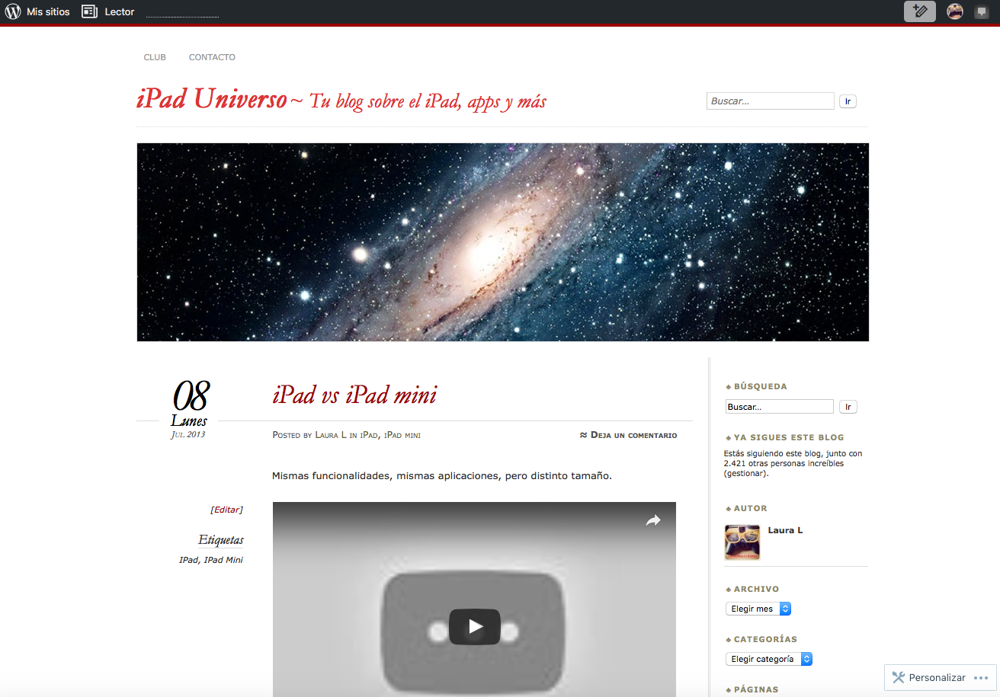 Mis sitios
Lector
CLUB
CONTACTO
iPad Universo ~ Tu blog sobre el iPad, apps y más
Buscar...
Ir
08
Lunes
Jul 2013
iPad vs iPad mini
Posted by Laura L in iPad, iPad mini
≈ Deja un comentario
Mismas funcionalidades, mismas aplicaciones, pero distinto tamaño.
[Editar]
Etiquetas
IPad, IPad Mini
♣ BÚSQUEDA
Buscar...
Ir
♣ YA SIGUES ESTE BLOG
Estás siguiendo este blog, junto con
2.421 otras personas increíbles
(gestionar).
♣ AUTOR
Laura L
♣ ARCHIVO
Elegir mes
♣ CATEGORÍAS
Elegir categoría
♣ PÁGINAS
Personalizar